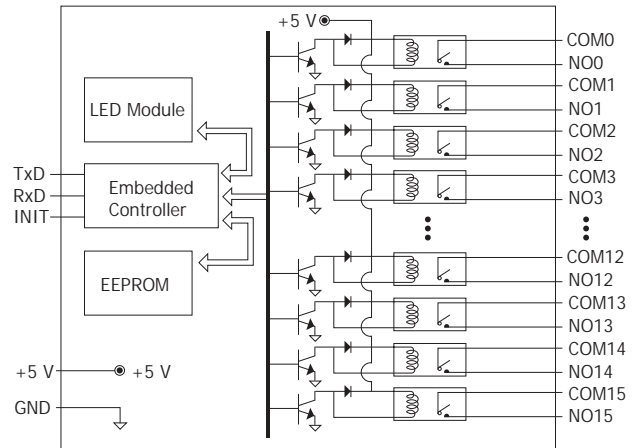 +5 V
COM0
NO0
COM1
NO1
COM2
NO2
COM3
NO3
LED Module
TxD
RxD
INIT
Embedded
Controller
EEPROM
COM12
NO12
COM13
NO13
COM14
NO14
COM15
NO15
+5 V
+5 V
GND